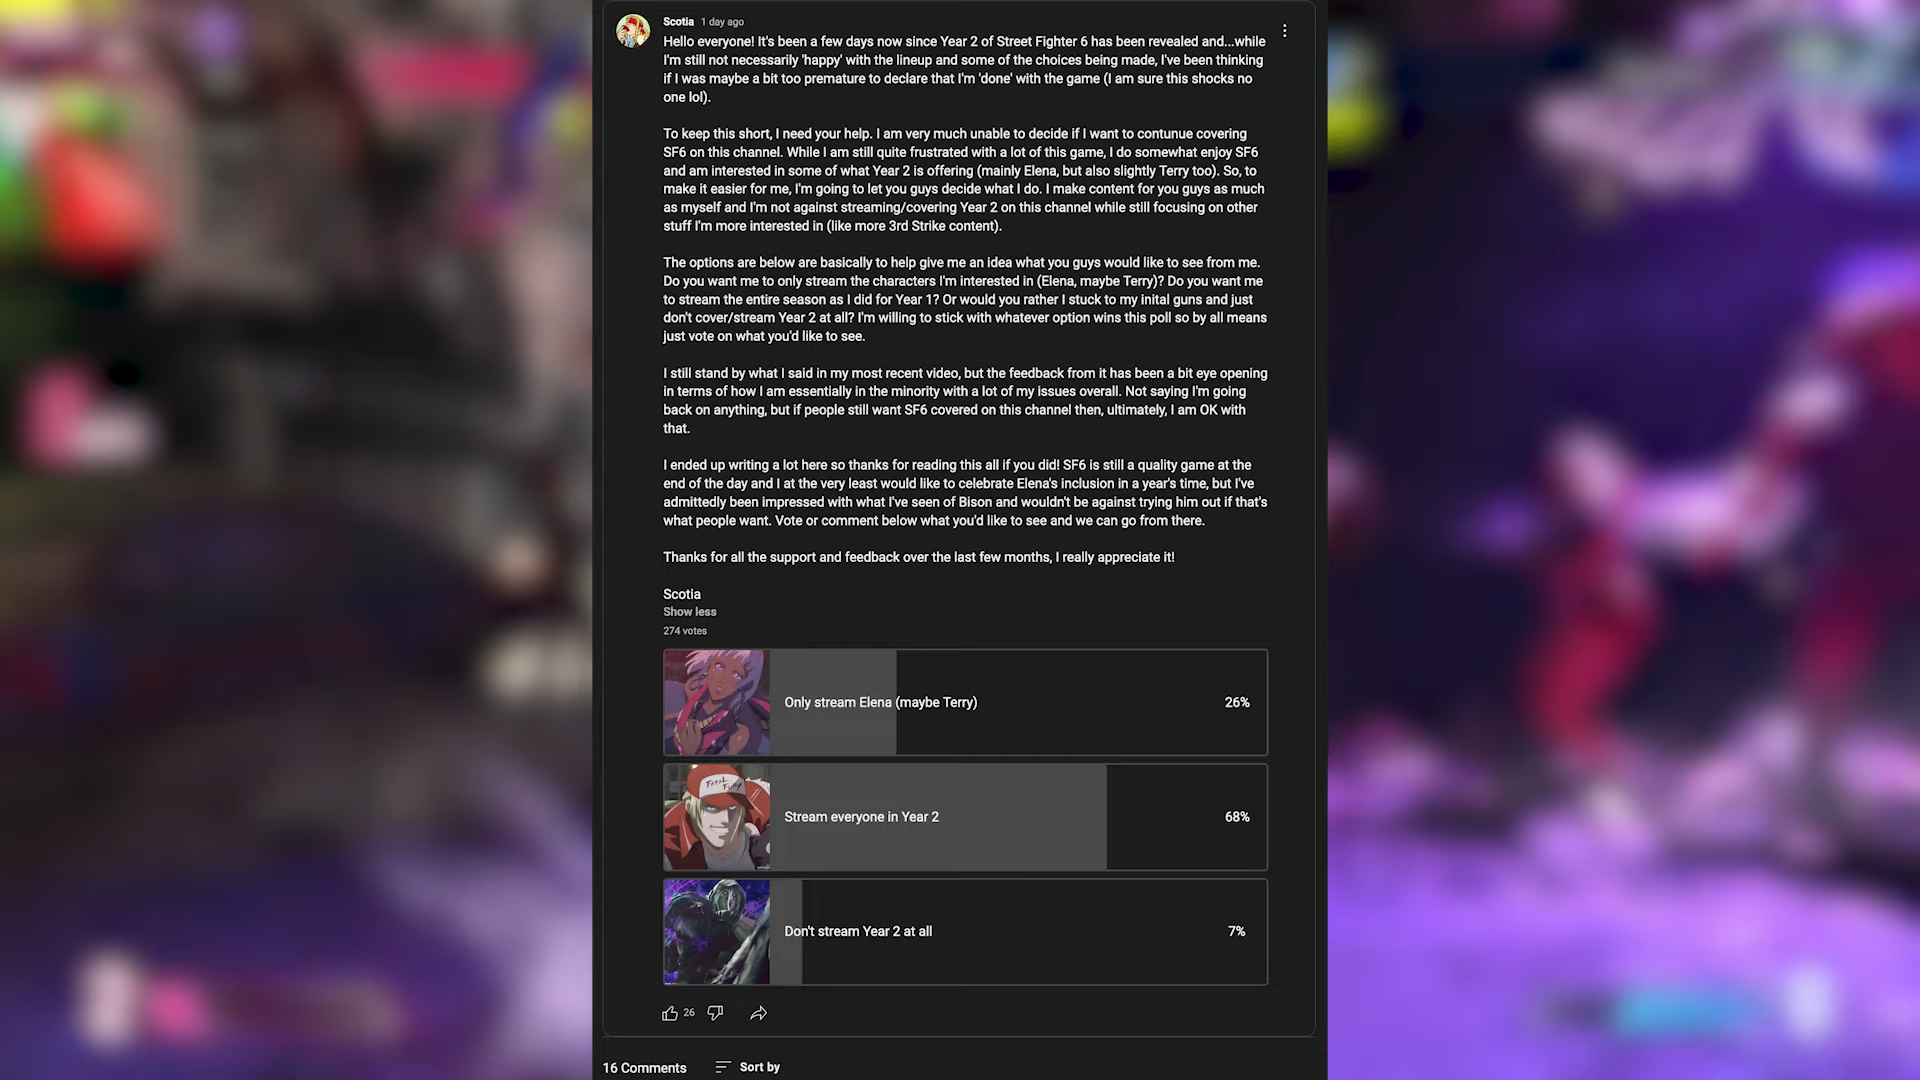 Scotia 1 day ago
Hello everyone! It's been a few days now since Year 2 of Street Fighter 6 has been revealed and...while
I'm still not necessarily 'happy' with the lineup and some of the choices being made, I've been thinking
if I was maybe a bit too premature to declare that I'm 'done' with the game (I am sure this shocks no
one lol).
To keep this short, I need your help. I am very much unable to decide if I want to contunue covering
SF6 on this channel. While I am still quite frustrated with a lot of this game, I do somewhat enjoy SF6
and am interested in some of what Year 2 is offering (mainly Elena, but also slightly Terry too). So, to
make it easier for me, I'm going to let you guys decide what I do. I make content for you guys as much
as myself and I'm not against streaming/covering Year 2 on this channel while still focusing on other
stuff I'm more interested in (like more 3rd Strike content).
The options are below are basically to help give me an idea what you guys would like to see from me.
Do you want me to only stream the characters I'm interested in (Elena, maybe Terry)? Do you want me
to stream the entire season as I did for Year 1? Or would you rather I stuck to my inital guns and just
don't cover/stream Year 2 at all? I'm willing to stick with whatever option wins this poll so by all means
just vote on what you'd like to see.
I still stand by what I said in my most recent video, but the feedback from it has been a bit eye opening
in terms of how I am essentially in the minority with a lot of my issues overall. Not saying I'm going
back on anything, but if people still want SF6 covered on this channel then, ultimately, I am OK with
that.
I ended up writing a lot here so thanks for reading this all if you did! SF6 is still a quality game at the
end of the day and I at the very least would like to celebrate Elena's inclusion in a year's time, but I've
admittedly been impressed with what I've seen of Bison and wouldn't be against trying him out if that's
what people want. Vote or comment below what you'd like to see and we can go from there.
Thanks for all the support and feedback over the last few months, I really appreciate it!
Scotia
Show less
274 votes
Only stream Elena (maybe Terry) 26%
FATAL
FURY
Stream everyone in Year 2 68%
Don't stream Year 2 at all 7%
26
16 Comments Sort by